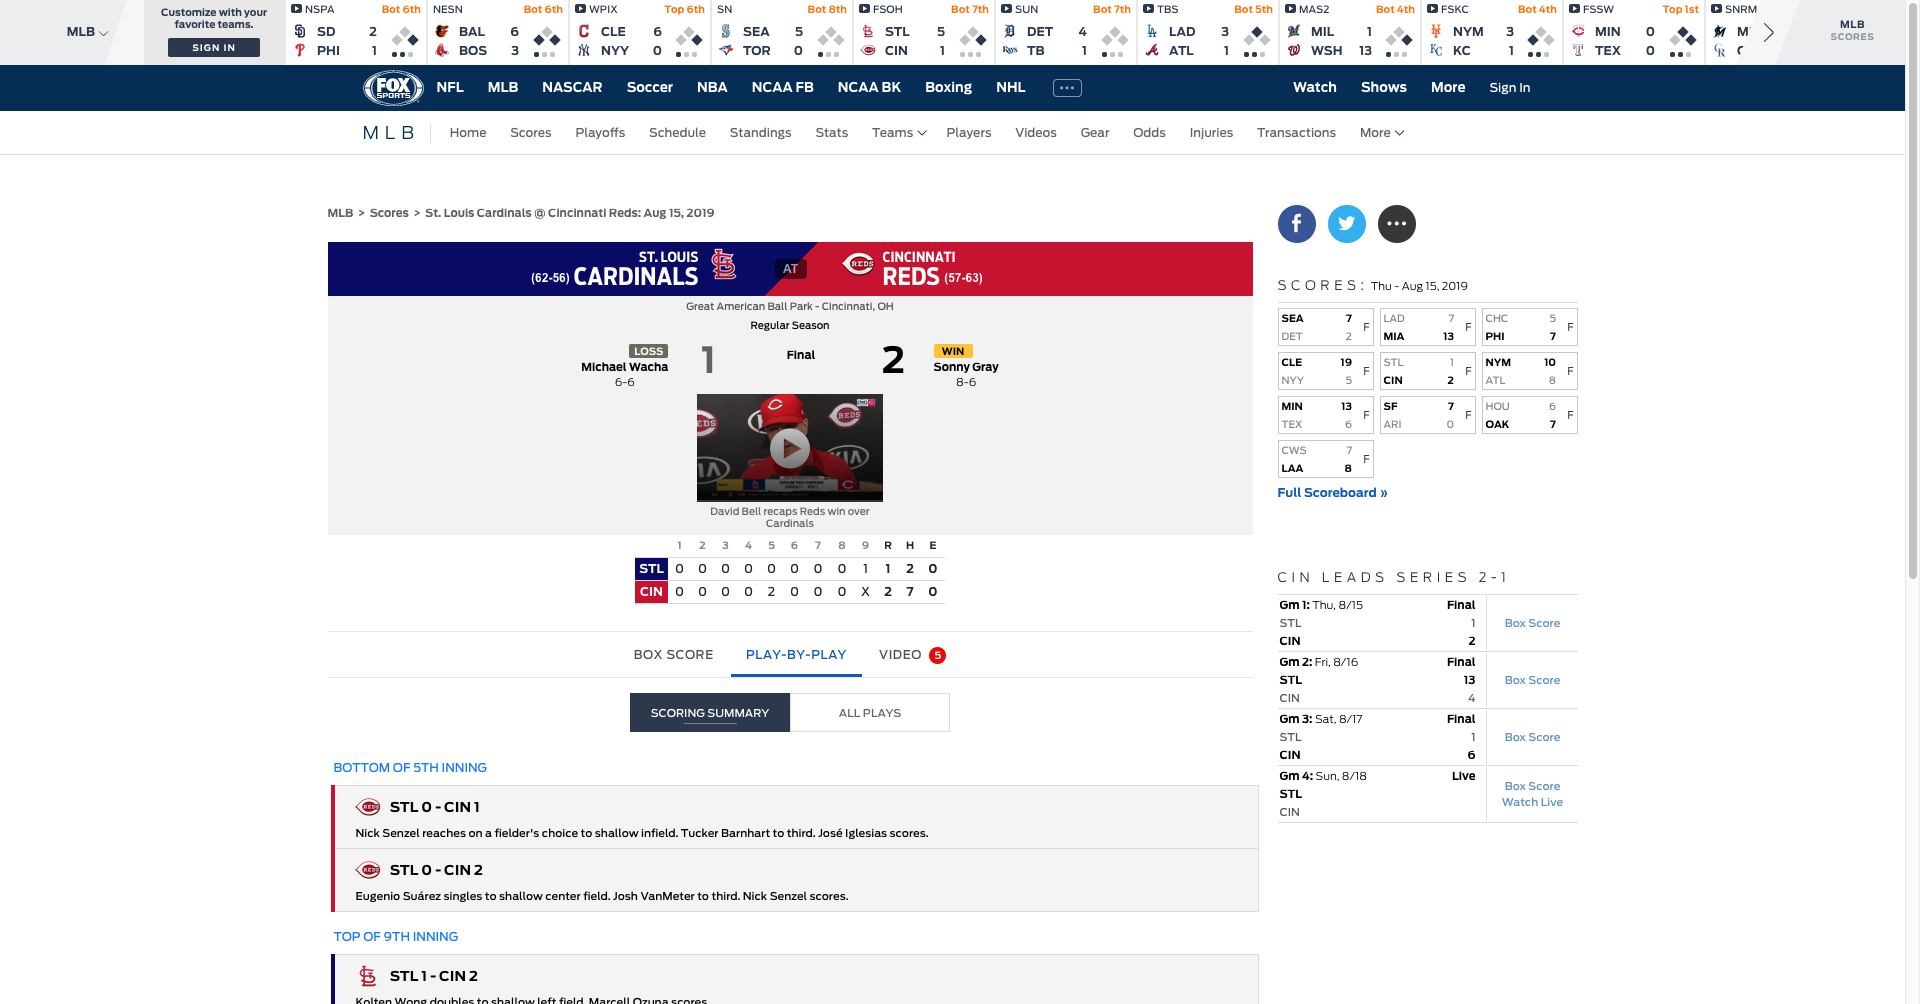 MLB
Customize with your favorite teams.
SIGN IN
NSPA Bot 6th
SD 2
PHI 1
NESN Bot 6th
BAL 6
BOS 3
WPIX Top 6th
CLE 6
NYY 0
SN Bot 8th
SEA 5
TOR 0
FSOH Bot 7th
STL 5
CIN 1
SUN Bot 7th
DET 4
TB 1
TBS Bot 5th
LAD 3
ATL 1
MAS2 Bot 4th
MIL 1
WSH 13
FSKC Bot 4th
NYM 3
KC 1
FSSW Top 1st
MIN 0
TEX 0
SNRM
MLB SCORES
FOX SPORTS NFL MLB NASCAR Soccer NBA NCAA FB NCAA BK Boxing NHL Watch Shows More Sign In
MLB Home Scores Playoffs Schedule Standings Stats Teams Players Videos Gear Odds Injuries Transactions More
MLB > Scores > St. Louis Cardinals @ Cincinnati Reds: Aug 15, 2019
ST. LOUIS
(62-56) CARDINALS
AT
CINCINNATI
REDS (57-63)
Great American Ball Park - Cincinnati, OH
Regular Season
LOSS
Michael Wacha
6-6
1
Final
2
WIN
Sonny Gray
8-6
REDS
KIA
David Bell recaps Reds win over
Cardinals
1 2 3 4 5 6 7 8 9 R H E
STL 0 0 0 0 0 0 0 0 1 1 2 0
CIN 0 0 0 0 2 0 0 0 X 2 7 0
BOX SCORE PLAY-BY-PLAY VIDEO 5
SCORING SUMMARY ALL PLAYS
BOTTOM OF 5TH INNING
STL 0 - CIN 1
Nick Senzel reaches on a fielder's choice to shallow infield. Tucker Barnhart to third. José Iglesias scores.
STL 0 - CIN 2
Eugenio Suárez singles to shallow center field. Josh VanMeter to third. Nick Senzel scores.
TOP OF 9TH INNING
STL 1 - CIN 2
Kolten Wong doubles to shallow left field. Marcell Ozuna scores.
SCORES: Thu - Aug 15, 2019
SEA 7 F
DET 2
LAD 7 F
MIA 13
CHC 5 F
PHI 7
CLE 19 F
NYY 5
STL 1 F
CIN 2
NYM 10 F
ATL 8
MIN 13 F
TEX 6
SF 7 F
ARI 0
HOU 6 F
OAK 7
CWS 7 F
LAA 8
Full Scoreboard »
CIN LEADS SERIES 2-1
Gm 1: Thu, 8/15 Final
STL 1 Box Score
CIN 2
Gm 2: Fri, 8/16 Final
STL 13 Box Score
CIN 4
Gm 3: Sat, 8/17 Final
STL 1 Box Score
CIN 6
Gm 4: Sun, 8/18 Live
Box Score
STL
Watch Live
CIN